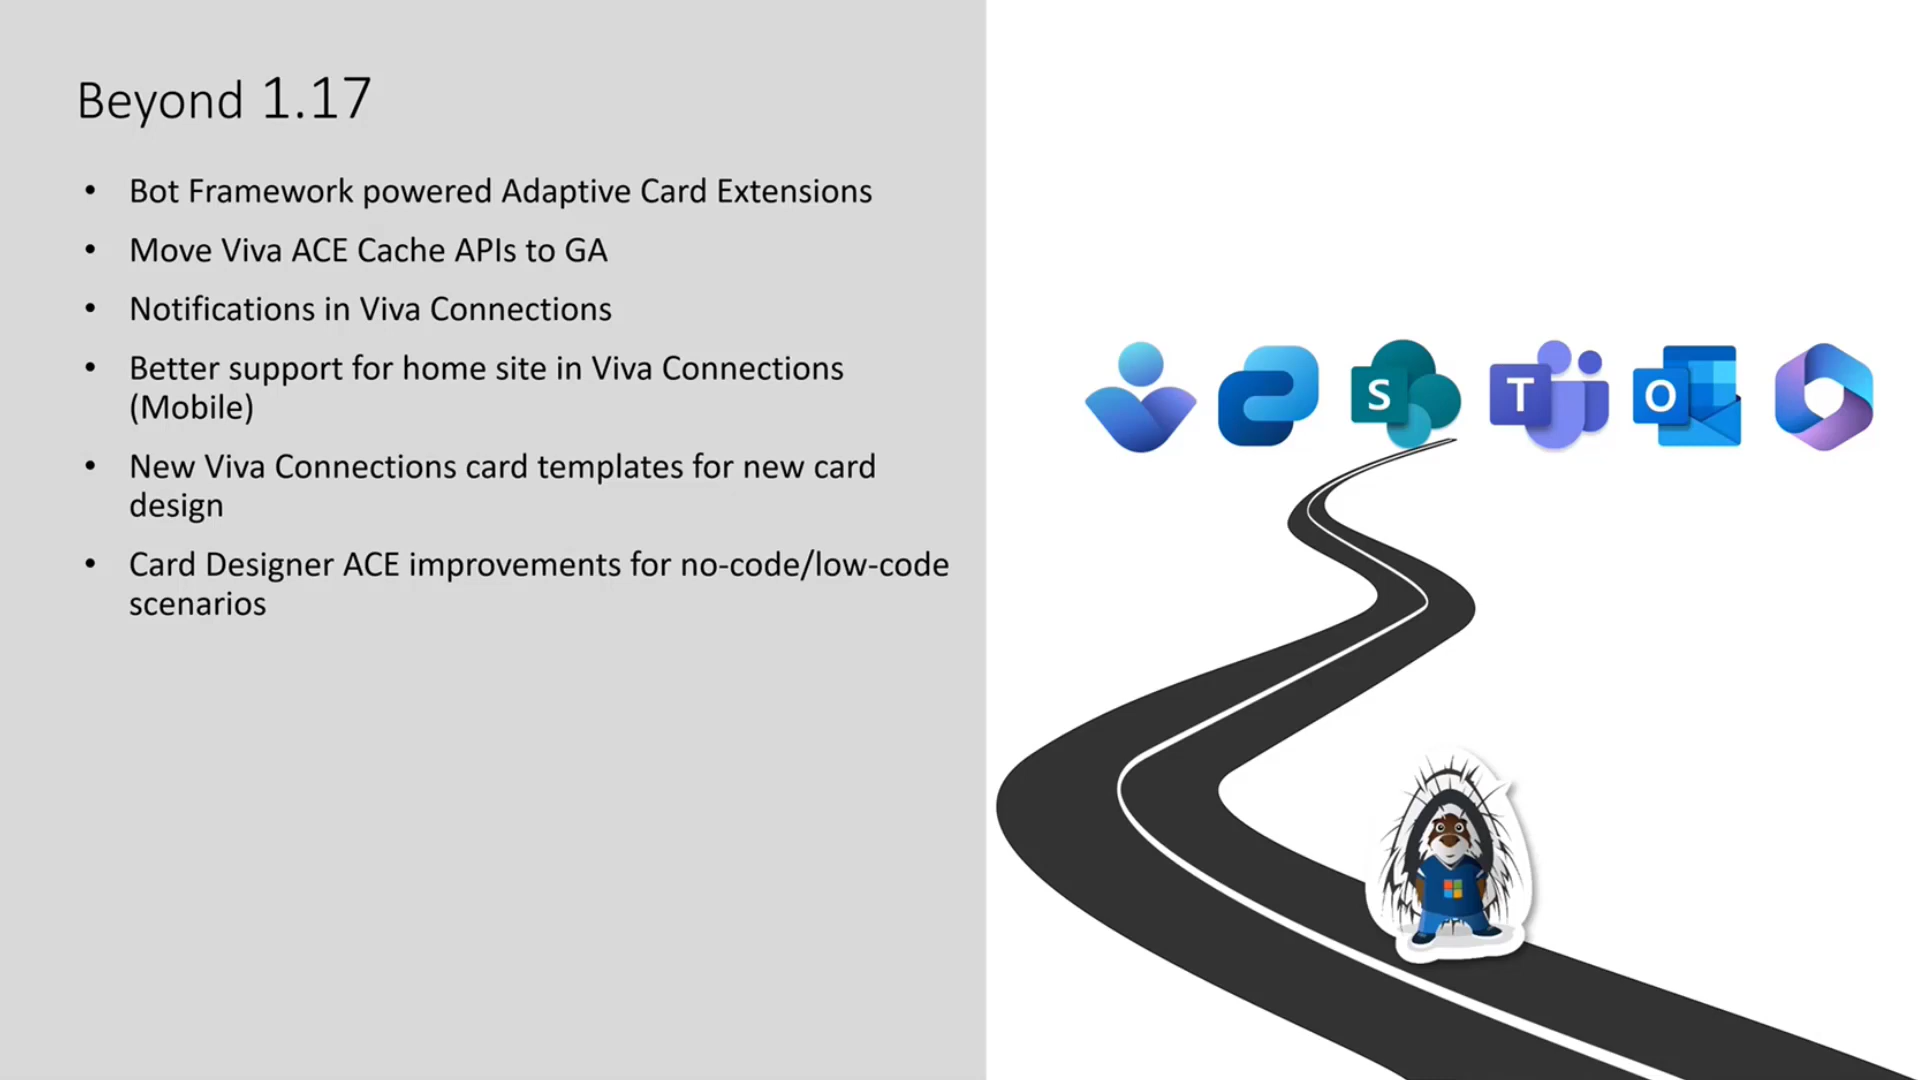 Beyond 1.17
• Bot Framework powered Adaptive Card Extensions
• Move Viva ACE Cache APIs to GA
• Notifications in Viva Connections
• Better support for home site in Viva Connections
(Mobile)
• New Viva Connections card templates for new card
design
• Card Designer ACE improvements for no-code/low-code
scenarios
S
T
O